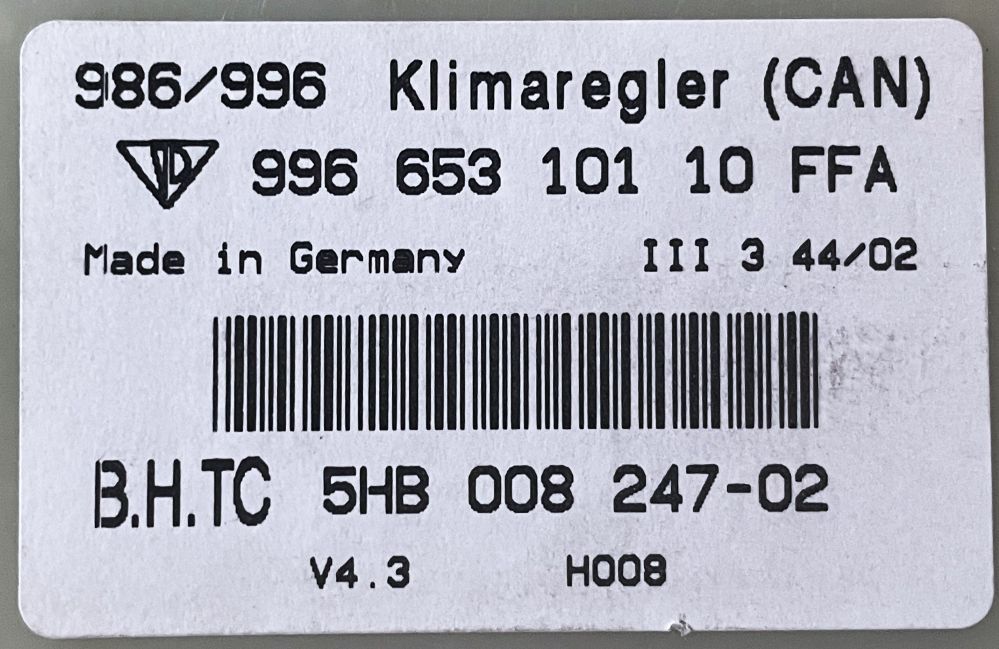 986/996 Klimaregler (CAN)
996 653 101 10 FFA
Made in Germany III 3 44/02
B.H.TC 5HB 008 247-02
V4.3 H008